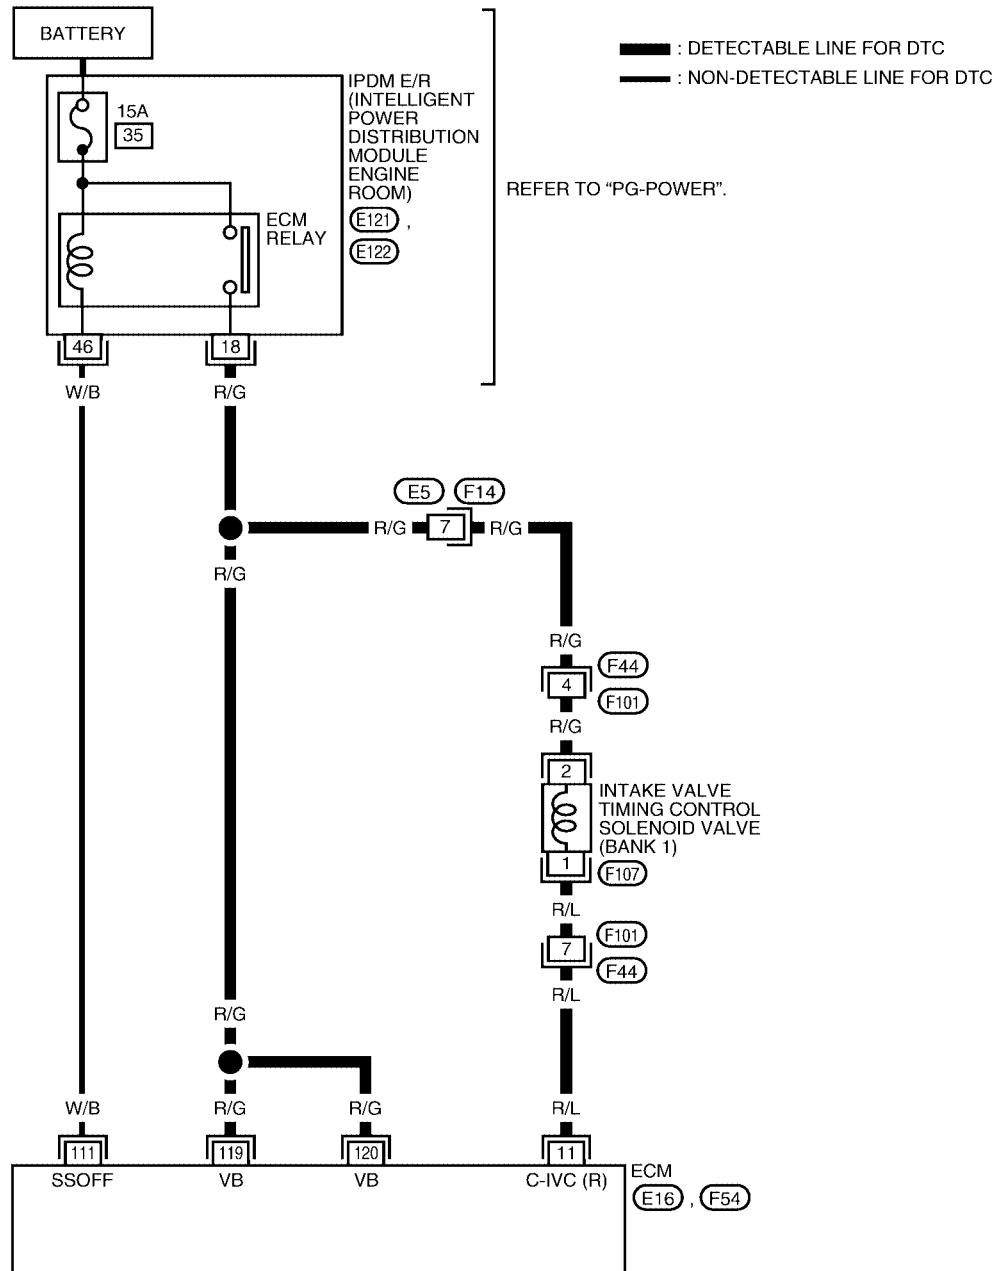 BATTERY
: DETECTABLE LINE FOR DTC
: NON-DETECTABLE LINE FOR DTC
IPDM E/R
(INTELLIGENT
POWER
DISTRIBUTION
MODULE
ENGINE
ROOM)
E121 ,
E122
15A
35
REFER TO “PG-POWER”.
ECM
RELAY
46
18
W/B
R/G
E5
F14
R/G
7
R/G
R/G
R/G
F44
4
F101
R/G
2
INTAKE VALVE
TIMING CONTROL
SOLENOID VALVE
(BANK 1)
1
F107
R/L
F101
7
F44
R/L
R/G
W/B
R/G
R/G
R/L
111
119
120
11
SSOFF
VB
VB
C-IVC (R)
ECM
E16 , F54